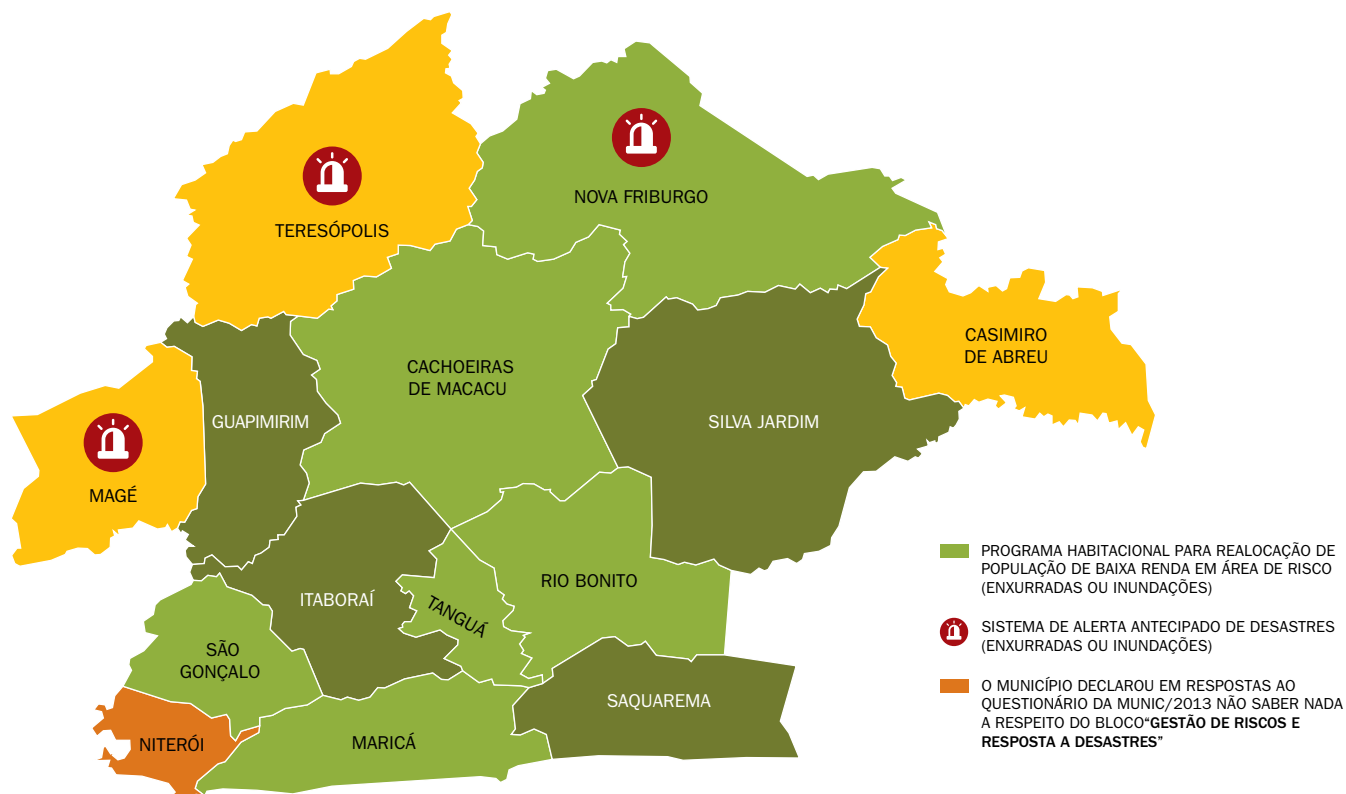 NOVA FRIBURGO
TERESÓPOLIS
CASIMIRO
DE ABREU
CACHOEIRAS
DE MACACU
GUAPIMIRIM
SILVA JARDIM
MAGÉ
RIO BONITO
ITABORAÍ
TANGUÁ
SÃO
GONÇALO
SAQUAREMA
NITERÓI
MARICÁ
PROGRAMA HABITACIONAL PARA REALOCAÇÃO DE
POPULAÇÃO DE BAIXA RENDA EM ÁREA DE RISCO
(ENXURRADAS OU INUNDAÇÕES)
SISTEMA DE ALERTA ANTECIPADO DE DESASTRES
(ENXURRADAS OU INUNDAÇÕES)
O MUNICÍPIO DECLAROU EM RESPOSTAS AO
QUESTIONÁRIO DA MUNIC/2013 NÃO SABER NADA
A RESPEITO DO BLOCO“GESTÃO DE RISCOS E
RESPOSTA A DESASTRES”